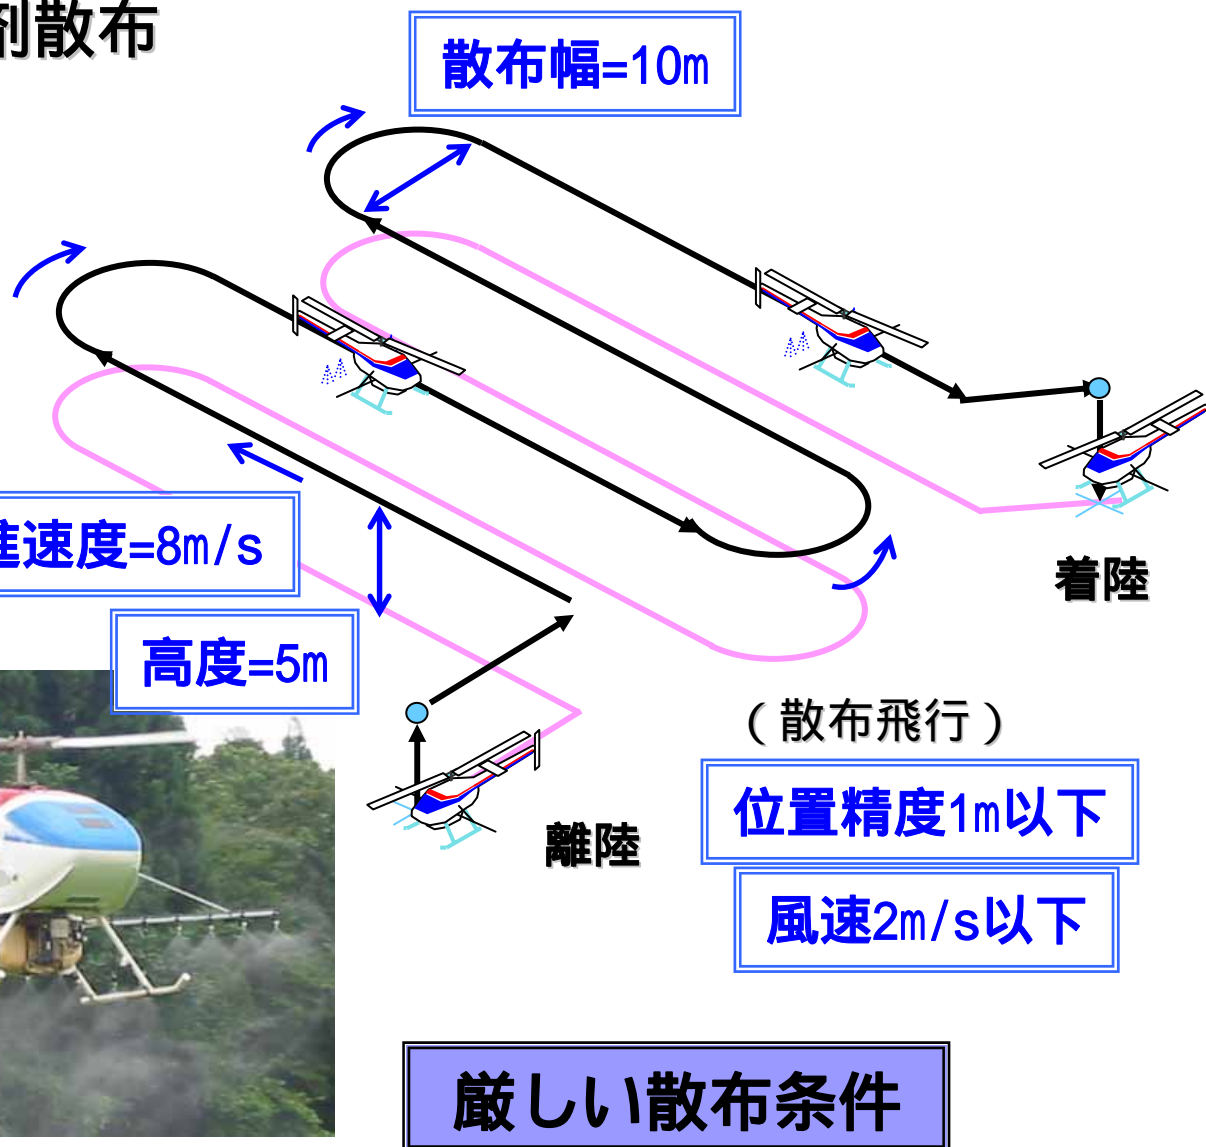 剤散布
散布幅=10m
進速度=8m/s
高度=5m
着陸
(散布飛行)
位置精度1m以下
離陸
風速2m/s以下
厳しい散布条件